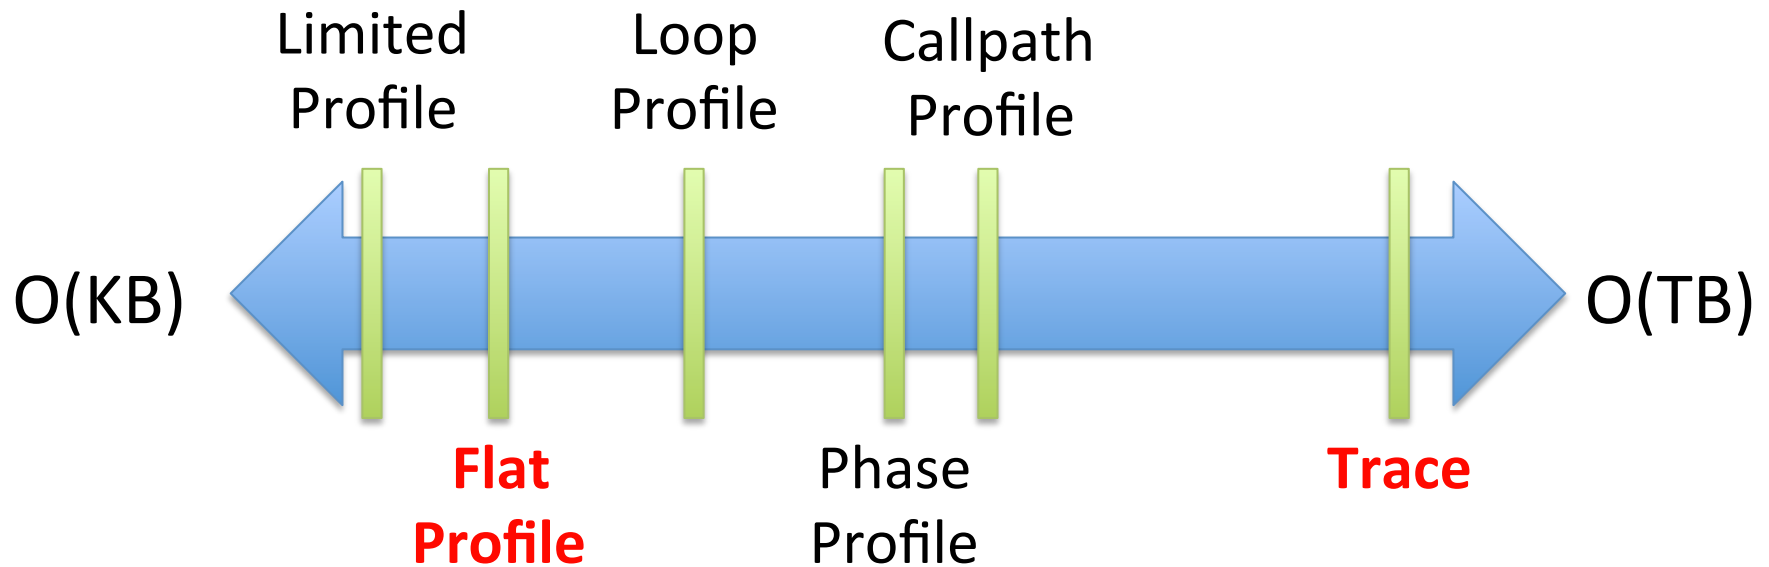 Limited
Profile
Loop
Profile
Callpath
Profile
O(KB)
O(TB)
Flat
Profile
Phase
Profile
Trace